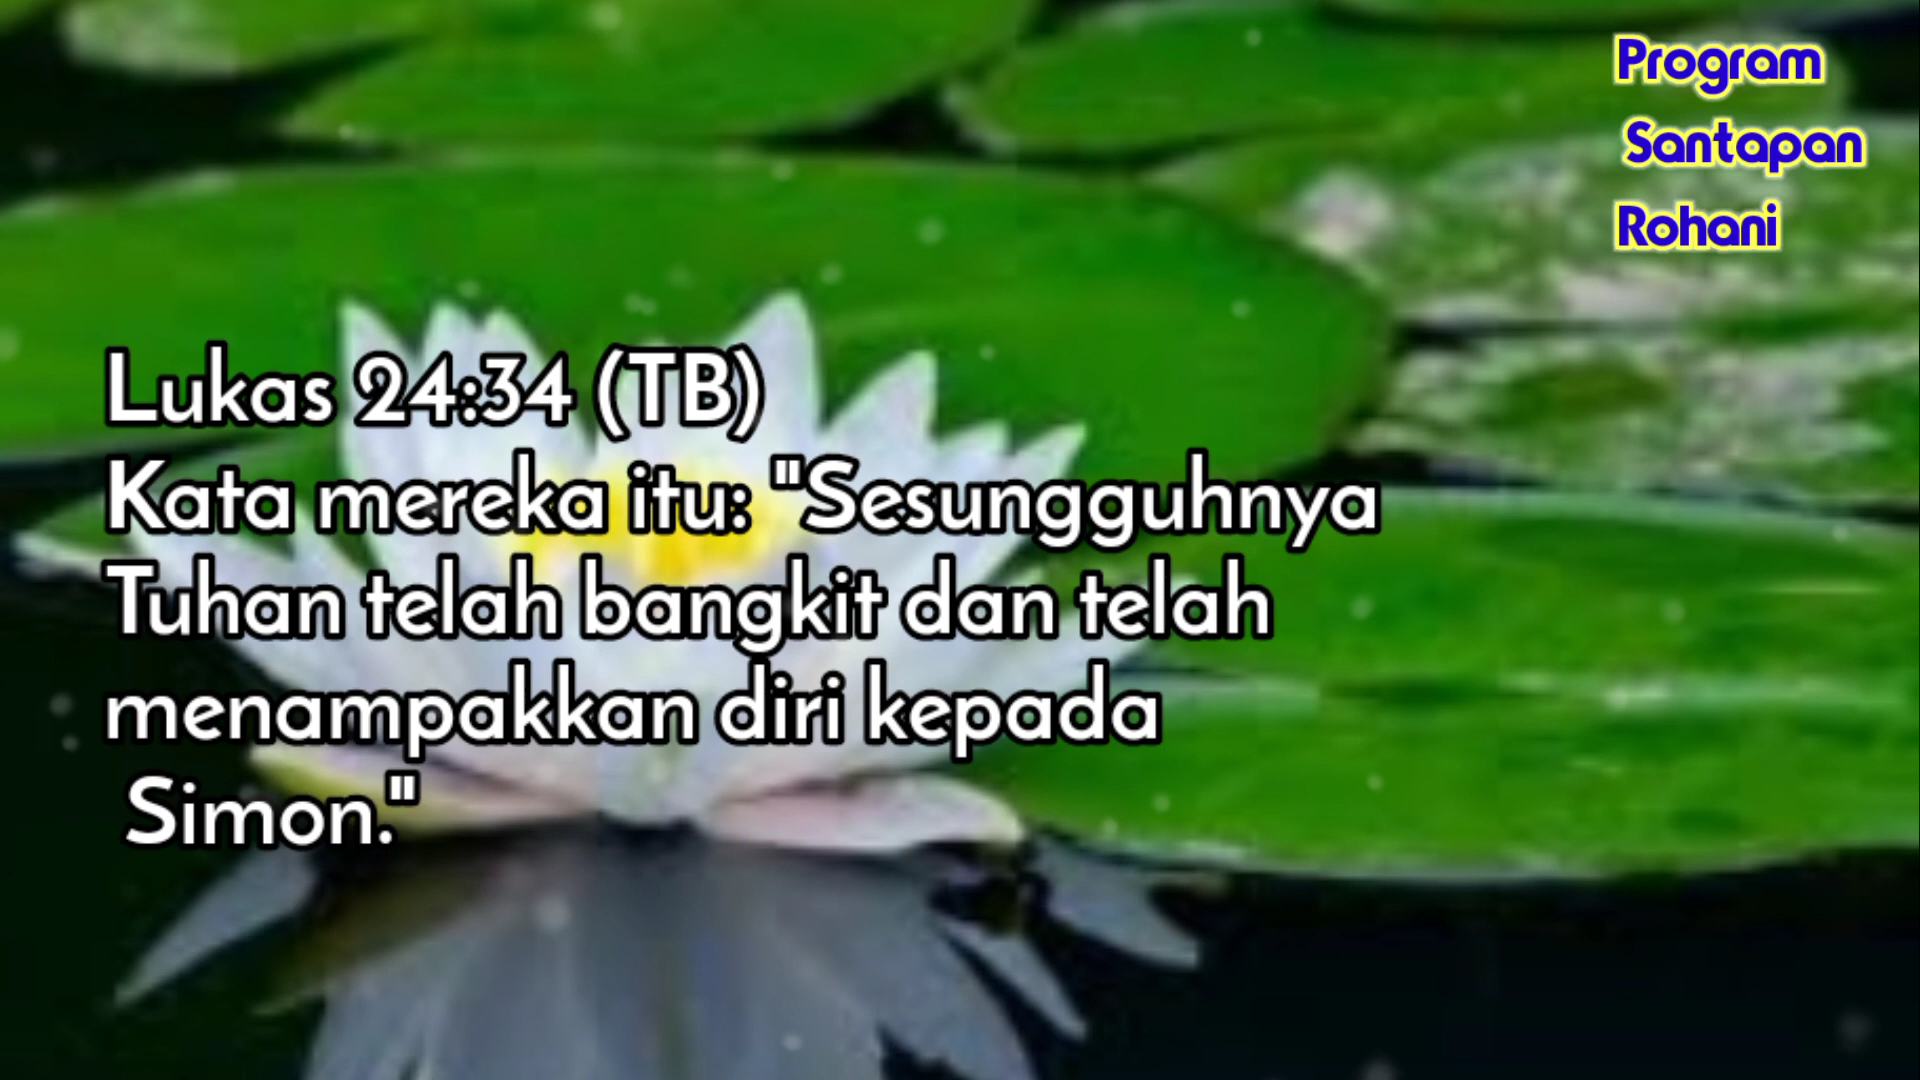 Program
Santapan
Rohani
Lukas 24:34 (TB)
Kata mereka itu: "Sesungguhnya
Tuhan telah bangkit dan telah
menampakkan diri kepada
Simon."